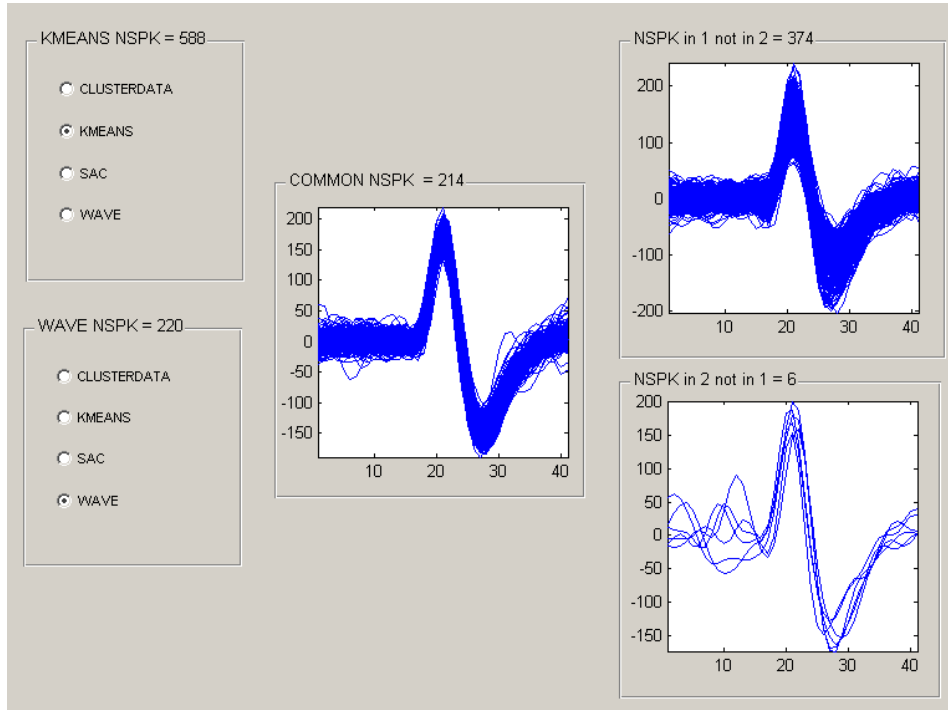 KMEANS NSPK = 588
CLUSTERDATA
KMEANS
SAC
WAVE
WAVE NSPK = 220
CLUSTERDATA
KMEANS
SAC
WAVE
COMMON NSPK = 214
200
150
100
50
0
-50
-100
-150
10 20 30 40
NSPK in 1 not in 2 = 374
200
100
0
-100
-200
10 20 30 40
NSPK in 2 not in 1 = 6
200
150
100
50
0
-50
-100
-150
10 20 30 40